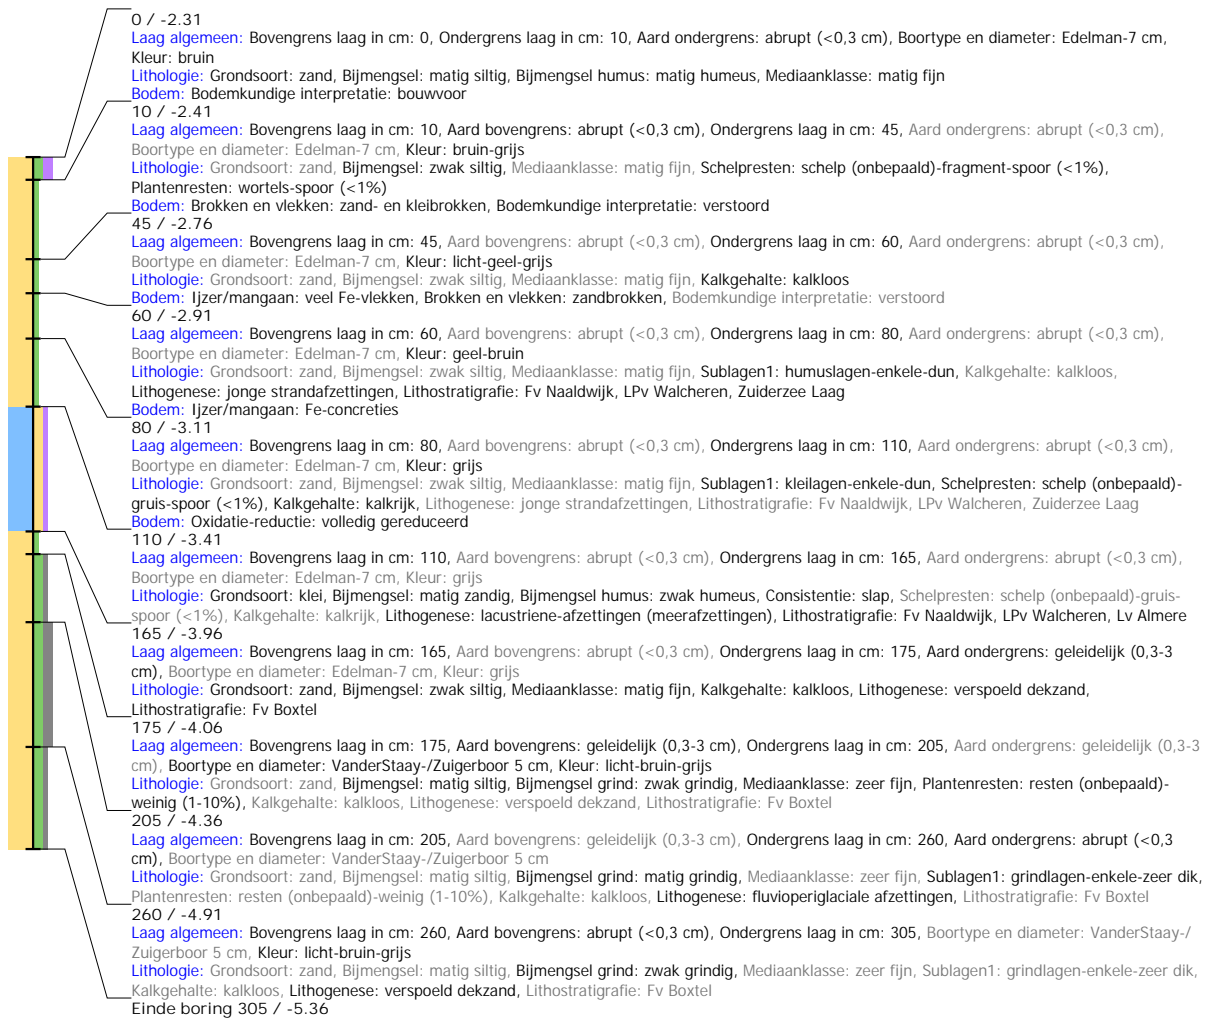 0 / -2.31
Laag algemeen: Bovengrens laag in cm: 0, Ondergrens laag in cm: 10, Aard ondergrens: abrupt (<0,3 cm), Boortype en diameter: Edelman-7 cm,
Kleur: bruin
Lithologie: Grondsoort: zand, Bijmengsel: matig siltig, Bijmengsel humus: matig humeus, Mediaanklasse: matig fijn
Bodem: Bodemkundige interpretatie: bouwvoor
10 / -2.41
Laag algemeen: Bovengrens laag in cm: 10, Aard bovengrens: abrupt (<0,3 cm), Ondergrens laag in cm: 45, Aard ondergrens: abrupt (<0,3 cm),
Boortype en diameter: Edelman-7 cm, Kleur: bruin-grijs
Lithologie: Grondsoort: zand, Bijmengsel: zwak siltig, Mediaanklasse: matig fijn, Schelpresten: schelp (onbepaald)-fragment-spoor (<1%),
Plantenresten: wortels-spoor (<1%)
Bodem: Brokken en vlekken: zand- en kleibrokken, Bodemkundige interpretatie: verstoord
45 / -2.76
Laag algemeen: Bovengrens laag in cm: 45, Aard bovengrens: abrupt (<0,3 cm), Ondergrens laag in cm: 60, Aard ondergrens: abrupt (<0,3 cm),
Boortype en diameter: Edelman-7 cm, Kleur: licht-geel-grijs
Lithologie: Grondsoort: zand, Bijmengsel: zwak siltig, Mediaanklasse: matig fijn, Kalkgehalte: kalkloos
Bodem: Ijzer/mangaan: veel Fe-vlekken, Brokken en vlekken: zandbrokken, Bodemkundige interpretatie: verstoord
60 / -2.91
Laag algemeen: Bovengrens laag in cm: 60, Aard bovengrens: abrupt (<0,3 cm), Ondergrens laag in cm: 80, Aard ondergrens: abrupt (<0,3 cm),
Boortype en diameter: Edelman-7 cm, Kleur: geel-bruin
Lithologie: Grondsoort: zand, Bijmengsel: zwak siltig, Mediaanklasse: matig fijn, Sublagen1: humuslagen-enkele-dun, Kalkgehalte: kalkloos,
Lithogenese: jonge strandafzettingen, Lithostratigrafie: Fv Naaldwijk, LPv Walcheren, Zuiderzee Laag
Bodem: Ijzer/mangaan: Fe-concreties
80 / -3.11
Laag algemeen: Bovengrens laag in cm: 80, Aard bovengrens: abrupt (<0,3 cm), Ondergrens laag in cm: 110, Aard ondergrens: abrupt (<0,3 cm),
Boortype en diameter: Edelman-7 cm, Kleur: grijs
Lithologie: Grondsoort: zand, Bijmengsel: zwak siltig, Mediaanklasse: matig fijn, Sublagen1: kleilagen-enkele-dun, Schelpresten: schelp (onbepaald)-
gruis-spoor (<1%), Kalkgehalte: kalkrijk, Lithogenese: jonge strandafzettingen, Lithostratigrafie: Fv Naaldwijk, LPv Walcheren, Zuiderzee Laag
Bodem: Oxidatie-reductie: volledig gereduceerd
110 / -3.41
Laag algemeen: Bovengrens laag in cm: 110, Aard bovengrens: abrupt (<0,3 cm), Ondergrens laag in cm: 165, Aard ondergrens: abrupt (<0,3 cm),
Boortype en diameter: Edelman-7 cm, Kleur: grijs
Lithologie: Grondsoort: klei, Bijmengsel: matig zandig, Bijmengsel humus: zwak humeus, Consistentie: slap, Schelpresten: schelp (onbepaald)-gruis-
spoor (<1%), Kalkgehalte: kalkrijk, Lithogenese: lacustriene-afzettingen (meerafzettingen), Lithostratigrafie: Fv Naaldwijk, LPv Walcheren, Lv Almere
165 / -3.96
Laag algemeen: Bovengrens laag in cm: 165, Aard bovengrens: abrupt (<0,3 cm), Ondergrens laag in cm: 175, Aard ondergrens: geleidelijk (0,3-3
cm), Boortype en diameter: Edelman-7 cm, Kleur: grijs
Lithologie: Grondsoort: zand, Bijmengsel: zwak siltig, Mediaanklasse: matig fijn, Kalkgehalte: kalkloos, Lithogenese: verspoeld dekzand,
Lithostratigrafie: Fv Boxtel
175 / -4.06
Laag algemeen: Bovengrens laag in cm: 175, Aard bovengrens: geleidelijk (0,3-3 cm), Ondergrens laag in cm: 205, Aard ondergrens: geleidelijk (0,3-3
cm), Boortype en diameter: VanderStaay-/Zuigerboor 5 cm, Kleur: licht-bruin-grijs
Lithologie: Grondsoort: zand, Bijmengsel: matig siltig, Bijmengsel grind: zwak grindig, Mediaanklasse: zeer fijn, Plantenresten: resten (onbepaald)-
weinig (1-10%), Kalkgehalte: kalkloos, Lithogenese: verspoeld dekzand, Lithostratigrafie: Fv Boxtel
205 / -4.36
Laag algemeen: Bovengrens laag in cm: 205, Aard bovengrens: geleidelijk (0,3-3 cm), Ondergrens laag in cm: 260, Aard ondergrens: abrupt (<0,3
cm), Boortype en diameter: VanderStaay-/Zuigerboor 5 cm
Lithologie: Grondsoort: zand, Bijmengsel: matig siltig, Bijmengsel grind: matig grindig, Mediaanklasse: zeer fijn, Sublagen1: grindlagen-enkele-zeer dik,
Plantenresten: resten (onbepaald)-weinig (1-10%), Kalkgehalte: kalkloos, Lithogenese: fluvioperiglaciale afzettingen, Lithostratigrafie: Fv Boxtel
260 / -4.91
Laag algemeen: Bovengrens laag in cm: 260, Aard bovengrens: abrupt (<0,3 cm), Ondergrens laag in cm: 305, Boortype en diameter: VanderStaay-/
Zuigerboor 5 cm, Kleur: licht-bruin-grijs
Lithologie: Grondsoort: zand, Bijmengsel: matig siltig, Bijmengsel grind: zwak grindig, Mediaanklasse: zeer fijn, Sublagen1: grindlagen-enkele-zeer dik,
Kalkgehalte: kalkloos, Lithogenese: verspoeld dekzand, Lithostratigrafie: Fv Boxtel
Einde boring 305 / -5.36